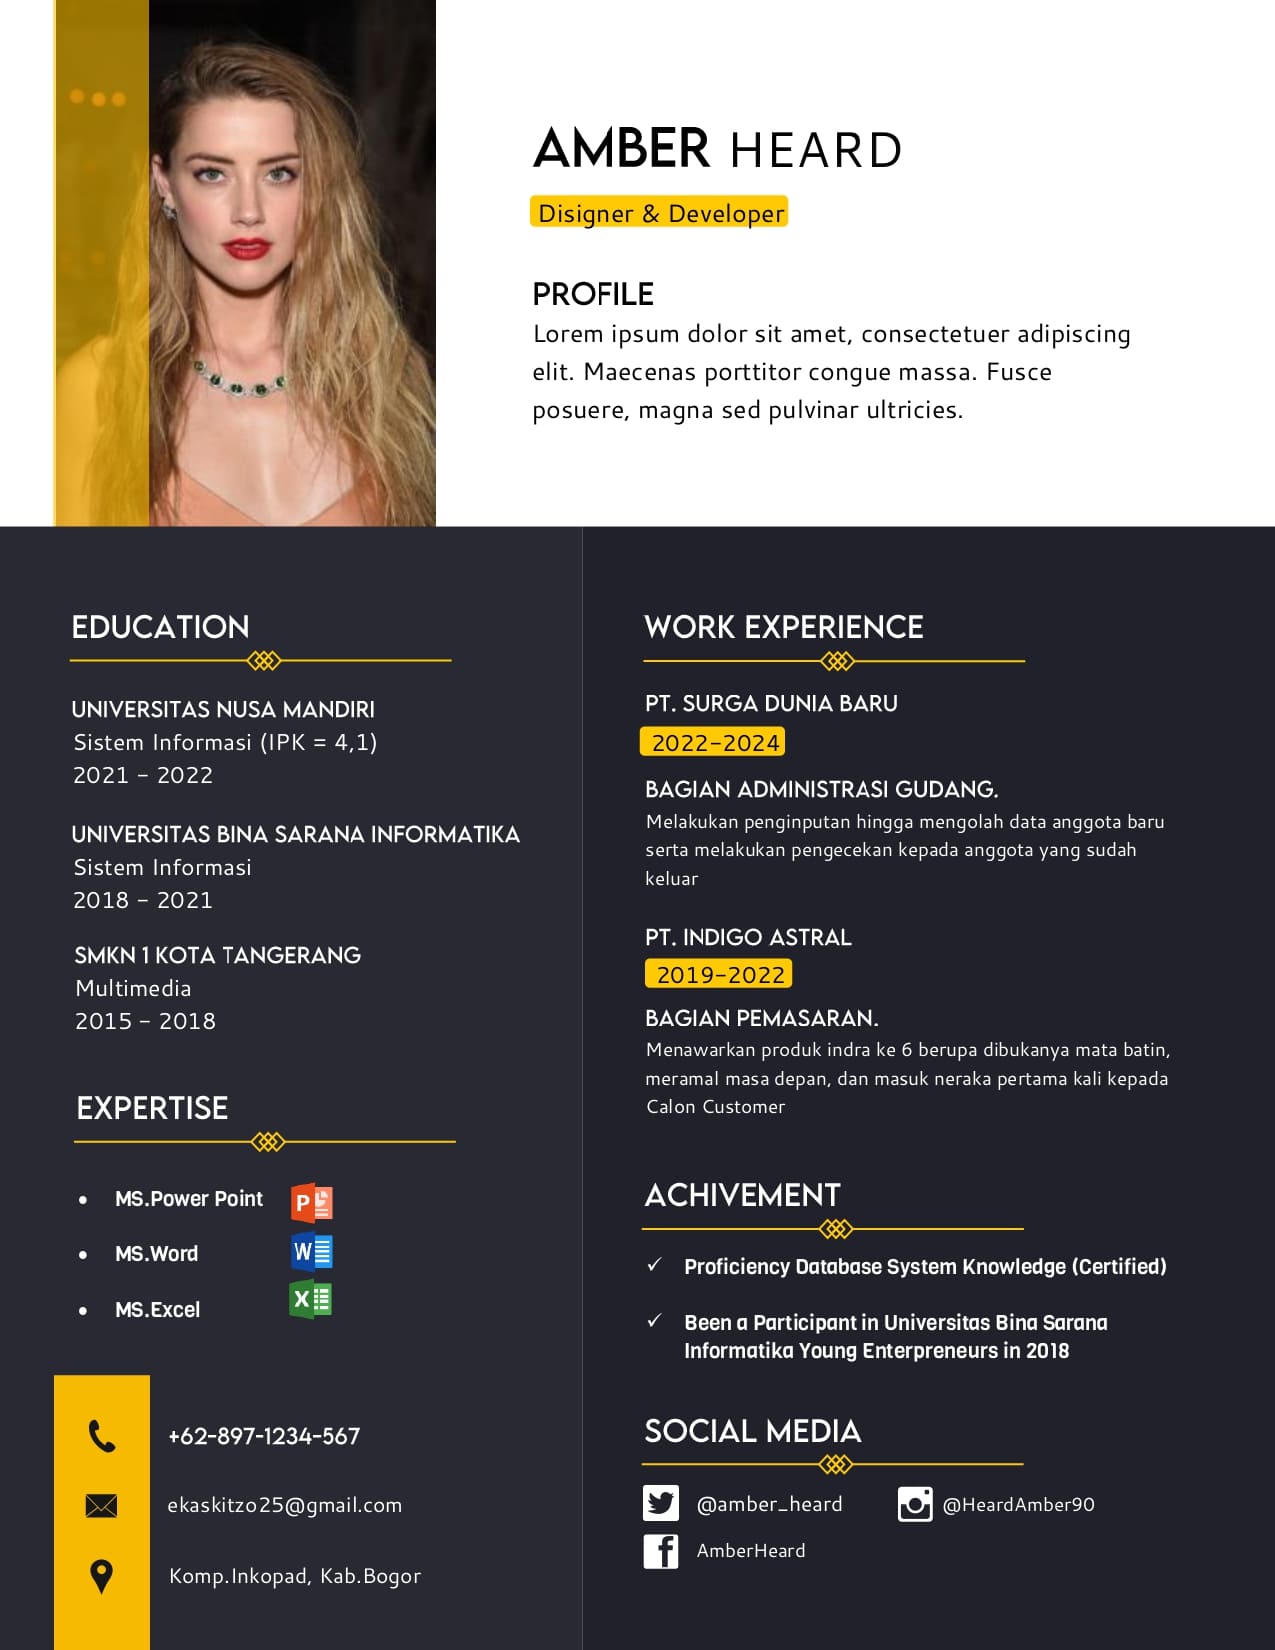 AMBER HEARD
Disigner & Developer
PROFILE
Lorem ipsum dolor sit amet, consectetuer adipiscing
elit. Maecenas porttitor congue massa. Fusce
posuere, magna sed pulvinar ultricies.
EDUCATION
UNIVERSITAS NUSA MANDIRI
Sistem Informasi (IPK = 4,1)
2021 - 2022
UNIVERSITAS BINA SARANA INFORMATIKA
Sistem Informasi
2018 - 2021
SMKN 1 KOTA TANGERANG
Multimedia
2015 - 2018
EXPERTISE
MS.Power Point
MS.Word
MS.Excel
+62-897-1234-567
ekaskitzo25@gmail.com
Komp.Inkopad, Kab.Bogor
WORK EXPERIENCE
PT. SURGA DUNIA BARU
2022-2024
BAGIAN ADMINISTRASI GUDANG.
Melakukan penginputan hingga mengolah data anggota baru
serta melakukan pengecekan kepada anggota yang sudah
keluar
PT. INDIGO ASTRAL
2019-2022
BAGIAN PEMASARAN.
Menawarkan produk indra ke 6 berupa dibukanya mata batin,
meramal masa depan, dan masuk neraka pertama kali kepada
Calon Customer
ACHIVEMENT
Proficiency Database System Knowledge (Certified)
Been a Participant in Universitas Bina Sarana
Informatika Young Enterpreneurs in 2018
SOCIAL MEDIA
@amber_heard @HeardAmber90
AmberHeard